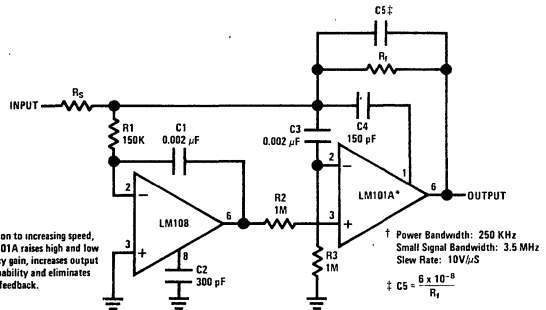 C5‡
Rf
RS
INPUT
R1
150K
C1
0.002 µF
C3
0.002 µF
C4
150 pF
2
LM108
6
3
8
C2
300 pF
R2
1M
R3
1M
2
1
LM101A*
6
3
OUTPUT
on to increasing speed,
01A raises high and low
cy gain, increases output
ability and eliminates
feedback.
† Power Bandwidth: 250 KHz
Small Signal Bandwidth: 3.5 MHz
Slew Rate: 10V/µS
‡ C5 = 6 x 10-8
Rf